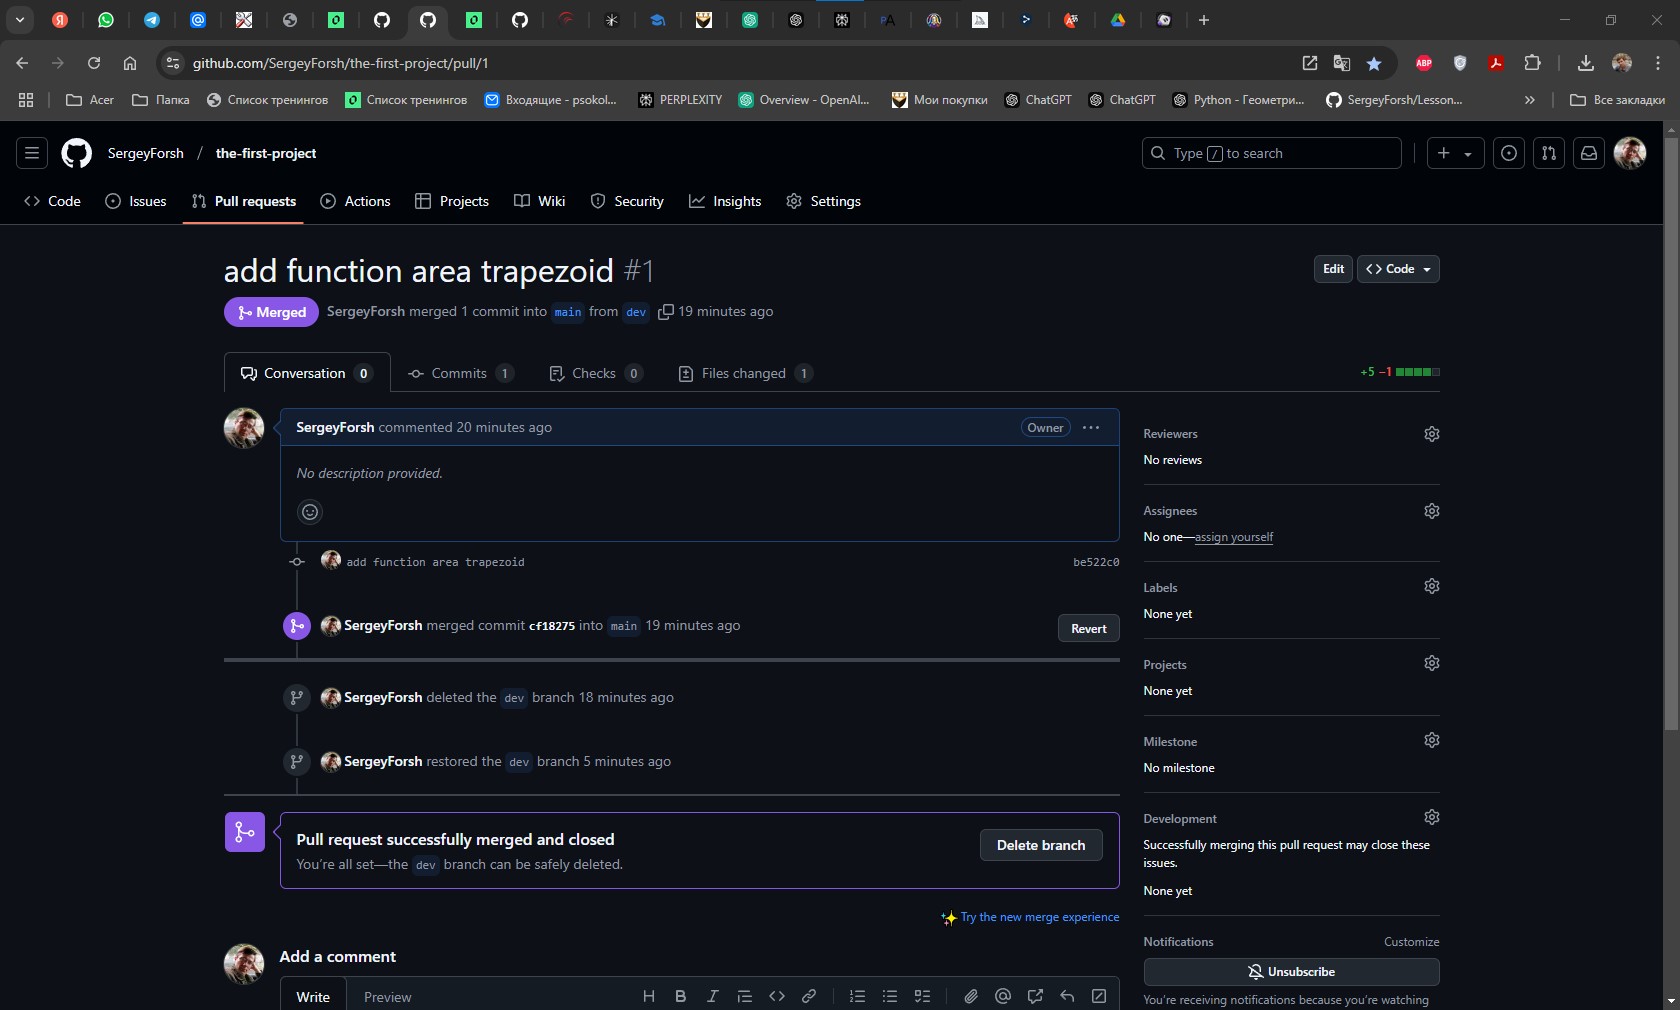 github.com/SergeyForsh/the-first-project/pull/1
ABP
Acer
Папка
Список тренингов
Список тренингов
Входящие - psokol...
PERPLEXITY
Overview - OpenAI...
Мои покупки
ChatGPT
ChatGPT
Python - Геометри...
SergeyForsh/Lesson...
»
Все закладки
SergeyForsh / the-first-project
Type / to search
Code
Issues
Pull requests
Actions
Projects
Wiki
Security
Insights
Settings
add function area trapezoid #1
Edit
<> Code
Merged
SergeyForsh merged 1 commit into main from dev 19 minutes ago
Conversation 0
Commits 1
Checks 0
Files changed 1
+5 −1
SergeyForsh commented 20 minutes ago
Owner
No description provided.
add function area trapezoid
be522c0
SergeyForsh merged commit cf18275 into main 19 minutes ago
Revert
SergeyForsh deleted the dev branch 18 minutes ago
SergeyForsh restored the dev branch 5 minutes ago
Pull request successfully merged and closed
You're all set—the dev branch can be safely deleted.
Delete branch
Try the new merge experience
Add a comment
Write
Preview
H B I
Reviewers
No reviews
Assignees
No one—assign yourself
Labels
None yet
Projects
None yet
Milestone
No milestone
Development
Successfully merging this pull request may close these
issues.
None yet
Notifications
Customize
Unsubscribe
You're receiving notifications because you're watching